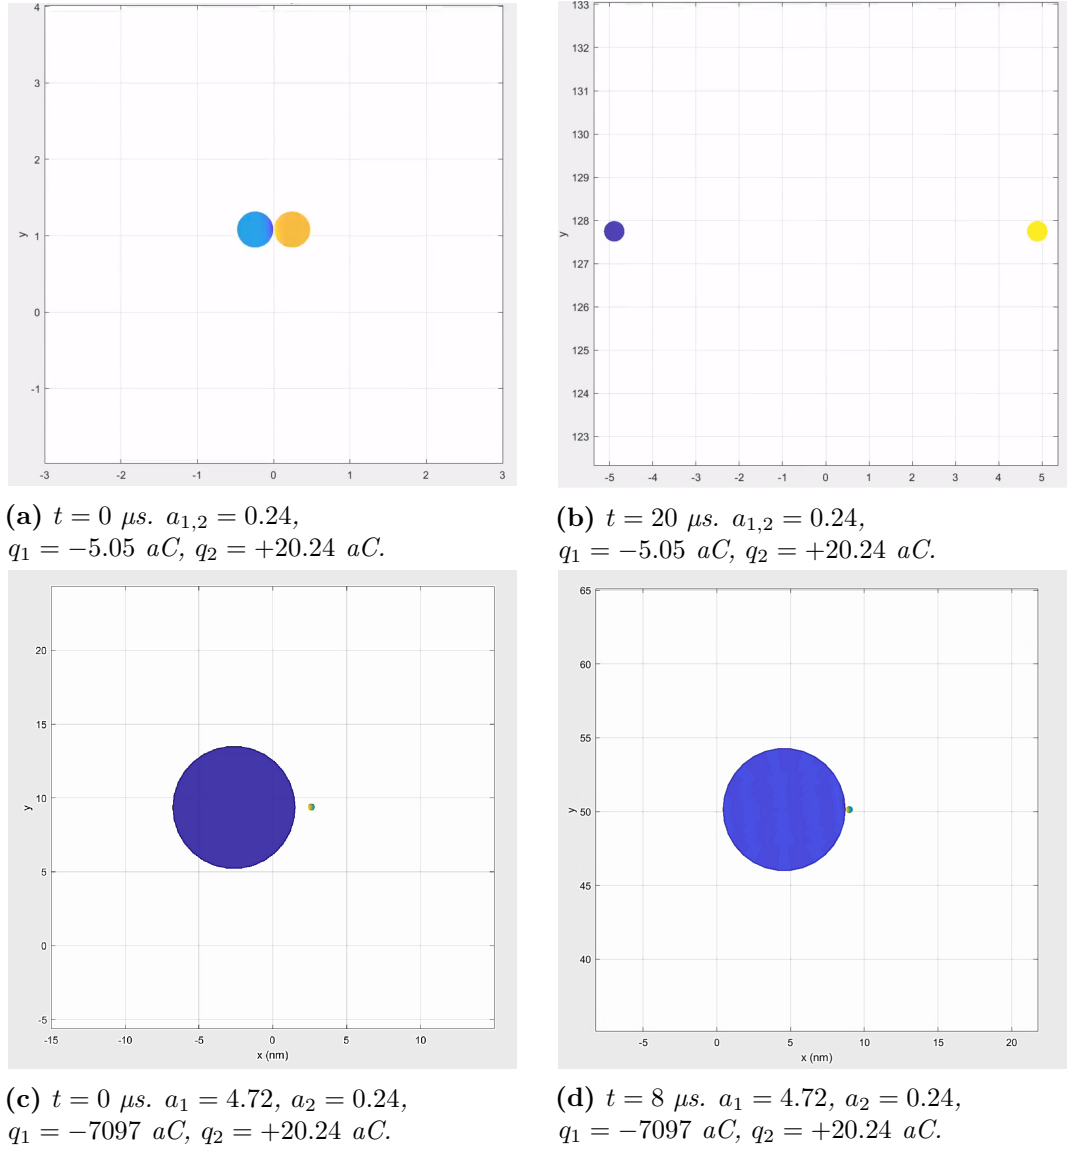 4
3
2
1
0
-1
y
-3 -2 -1 0 1 2 3
133
132
131
130
129
128
127
126
125
124
123
y
-5 -4 -3 -2 -1 0 1 2 3 4 5
(a) t = 0 µs. a1,2 = 0.24,
q1 = −5.05 aC, q2 = +20.24 aC.
(b) t = 20 µs. a1,2 = 0.24,
q1 = −5.05 aC, q2 = +20.24 aC.
20
15
10
5
0
-5
y
-15 -10 -5 0 5 10
x (nm)
65
60
55
50
45
40
y
-5 0 5 10 15 20
x (nm)
(c) t = 0 µs. a1 = 4.72, a2 = 0.24,
q1 = −7097 aC, q2 = +20.24 aC.
(d) t = 8 µs. a1 = 4.72, a2 = 0.24,
q1 = −7097 aC, q2 = +20.24 aC.